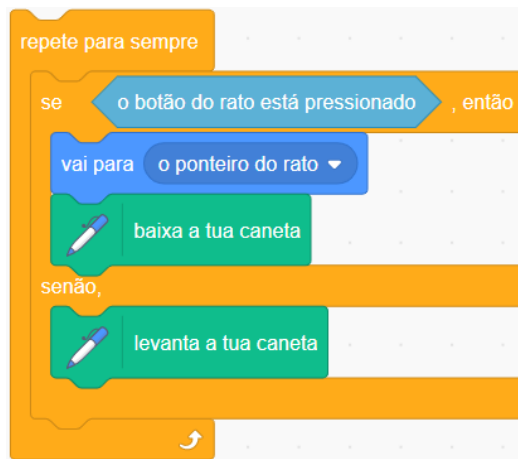 repete para sempre
se o botão do rato está pressionado , então
vai para o ponteiro do rato
baixa a tua caneta
senão,
levanta a tua caneta